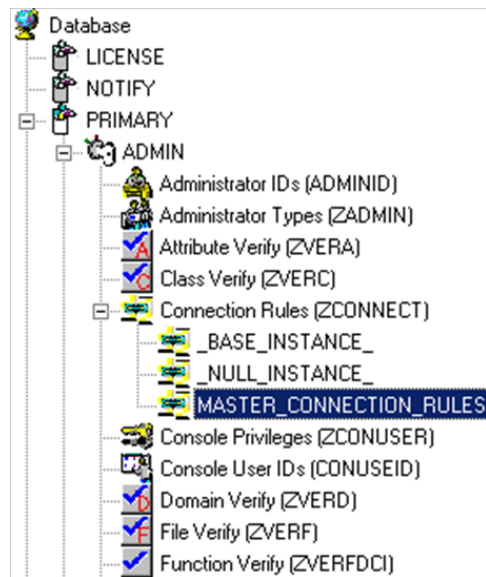 Database
LICENSE
NOTIFY
PRIMARY
ADMIN
Administrator IDs (ADMINID)
Administrator Types (ZADMIN)
Attribute Verify (ZVERA)
Class Verify (ZVERC)
Connection Rules (ZCONNECT)
_BASE_INSTANCE_
_NULL_INSTANCE_
MASTER_CONNECTION_RULES
Console Privileges (ZCONUSER)
Console User IDs (CONUSEID)
Domain Verify (ZVERD)
File Verify (ZVERF)
Function Verify (ZVERFDCI)